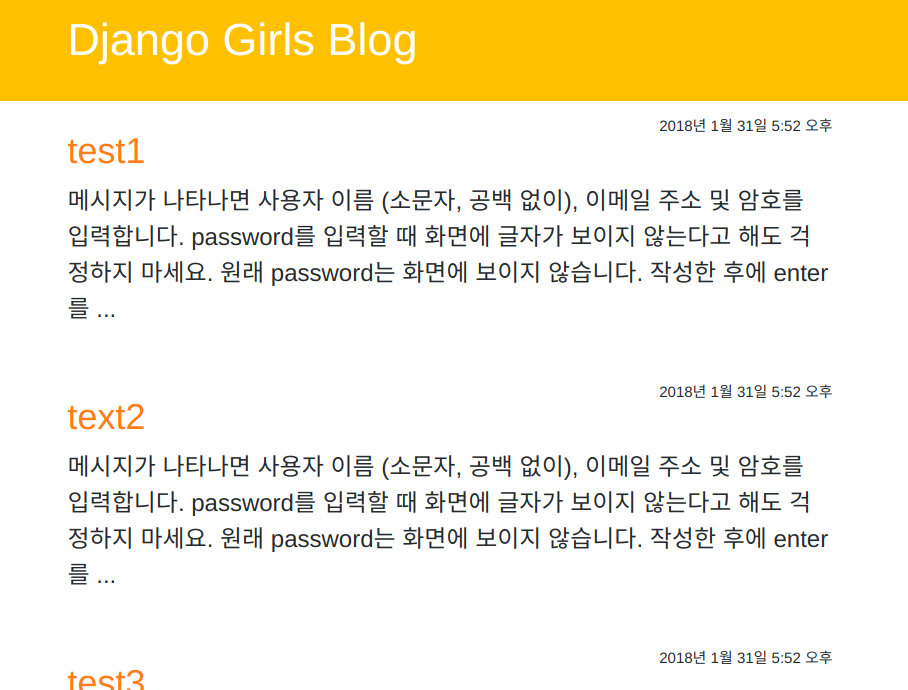 Django Girls Blog
2018년 1월 31일 5:52 오후
test1
메시지가 나타나면 사용자 이름 (소문자, 공백 없이), 이메일 주소 및 암호를
입력합니다. password를 입력할 때 화면에 글자가 보이지 않는다고 해도 걱
정하지 마세요. 원래 password는 화면에 보이지 않습니다. 작성한 후에 enter
를 ...
2018년 1월 31일 5:52 오후
text2
메시지가 나타나면 사용자 이름 (소문자, 공백 없이), 이메일 주소 및 암호를
입력합니다. password를 입력할 때 화면에 글자가 보이지 않는다고 해도 걱
정하지 마세요. 원래 password는 화면에 보이지 않습니다. 작성한 후에 enter
를 ...
2018년 1월 31일 5:52 오후
test3